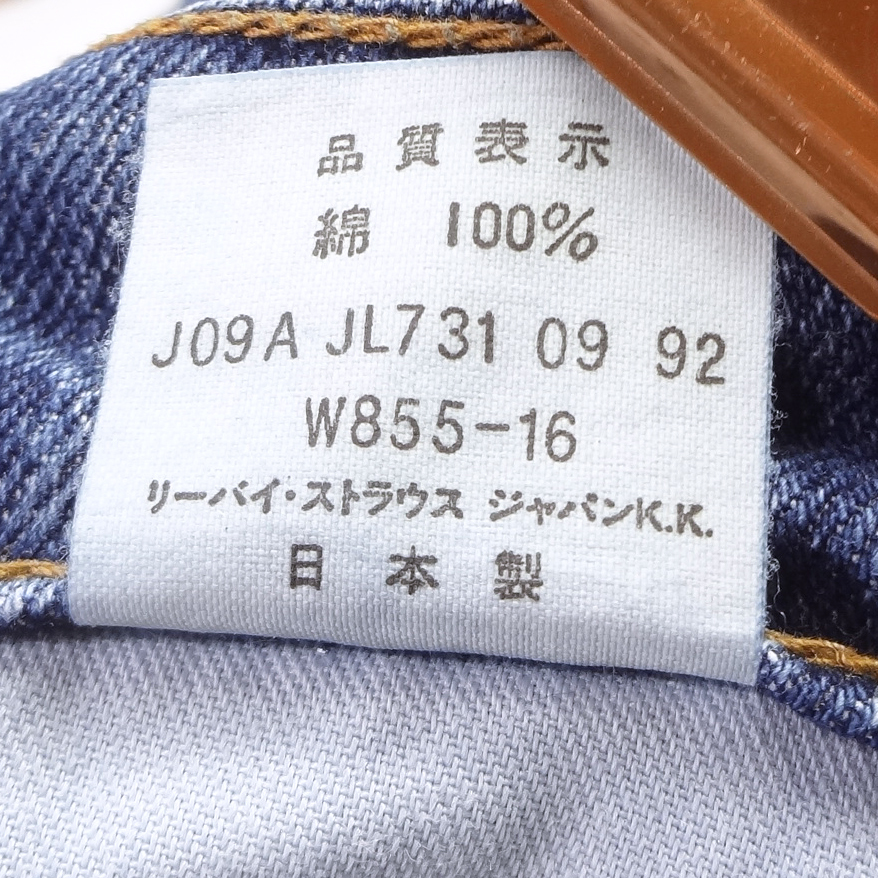 品質表示
綿 100%
J09A JL731 09 92
W855-16
リーバイ・ストラウス ジャパンK.K.
日本製